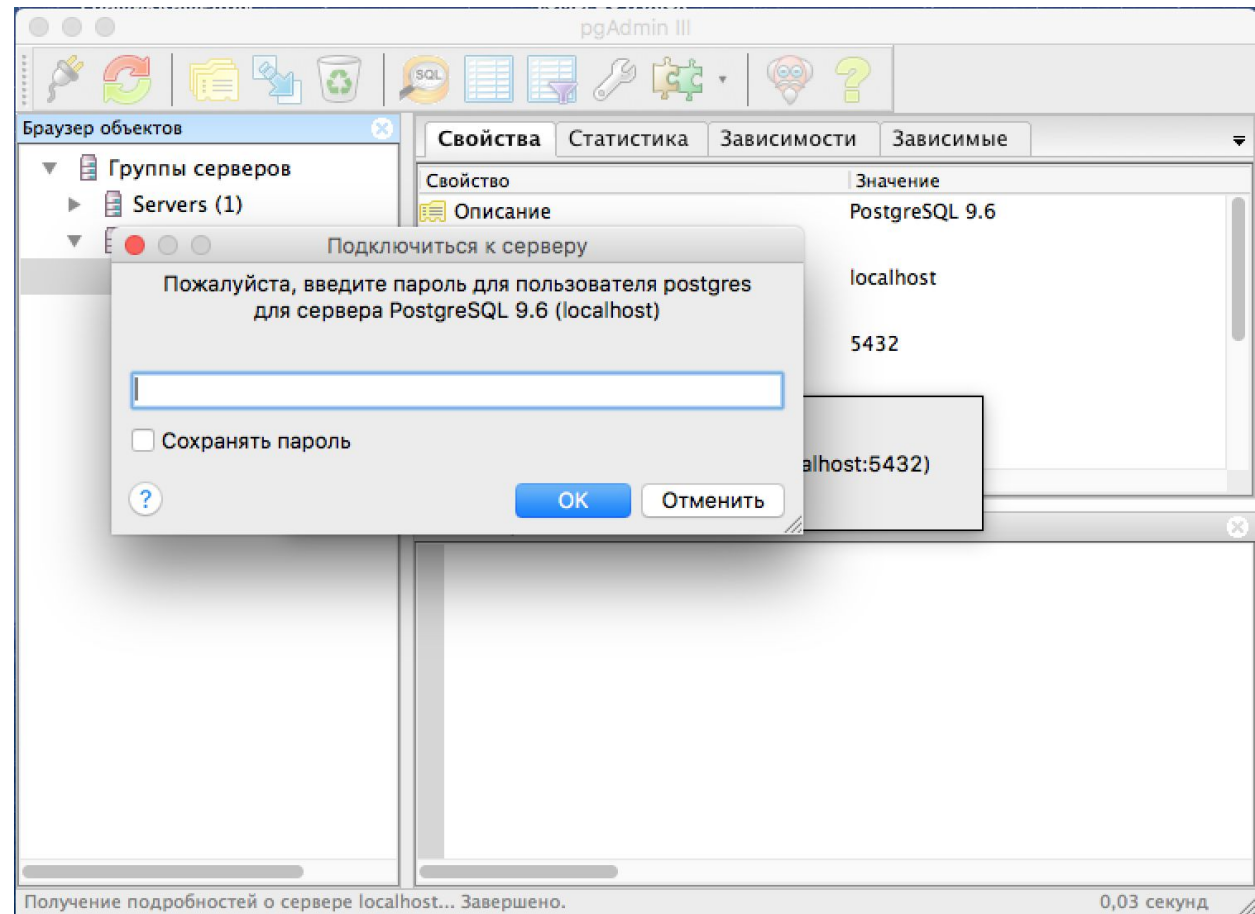 pgAdmin III
SQL
Браузер объектов
Свойства Статистика Зависимости Зависимые
Группы серверов
Свойство Значение
Servers (1)
Описание PostgreSQL 9.6
Подключиться к серверу
Пожалуйста, введите пароль для пользователя postgres
для сервера PostgreSQL 9.6 (localhost)
localhost
5432
Сохранять пароль
alhost:5432)
?
OK Отменить
Получение подробностей о сервере localhost... Завершено. 0,03 секунд